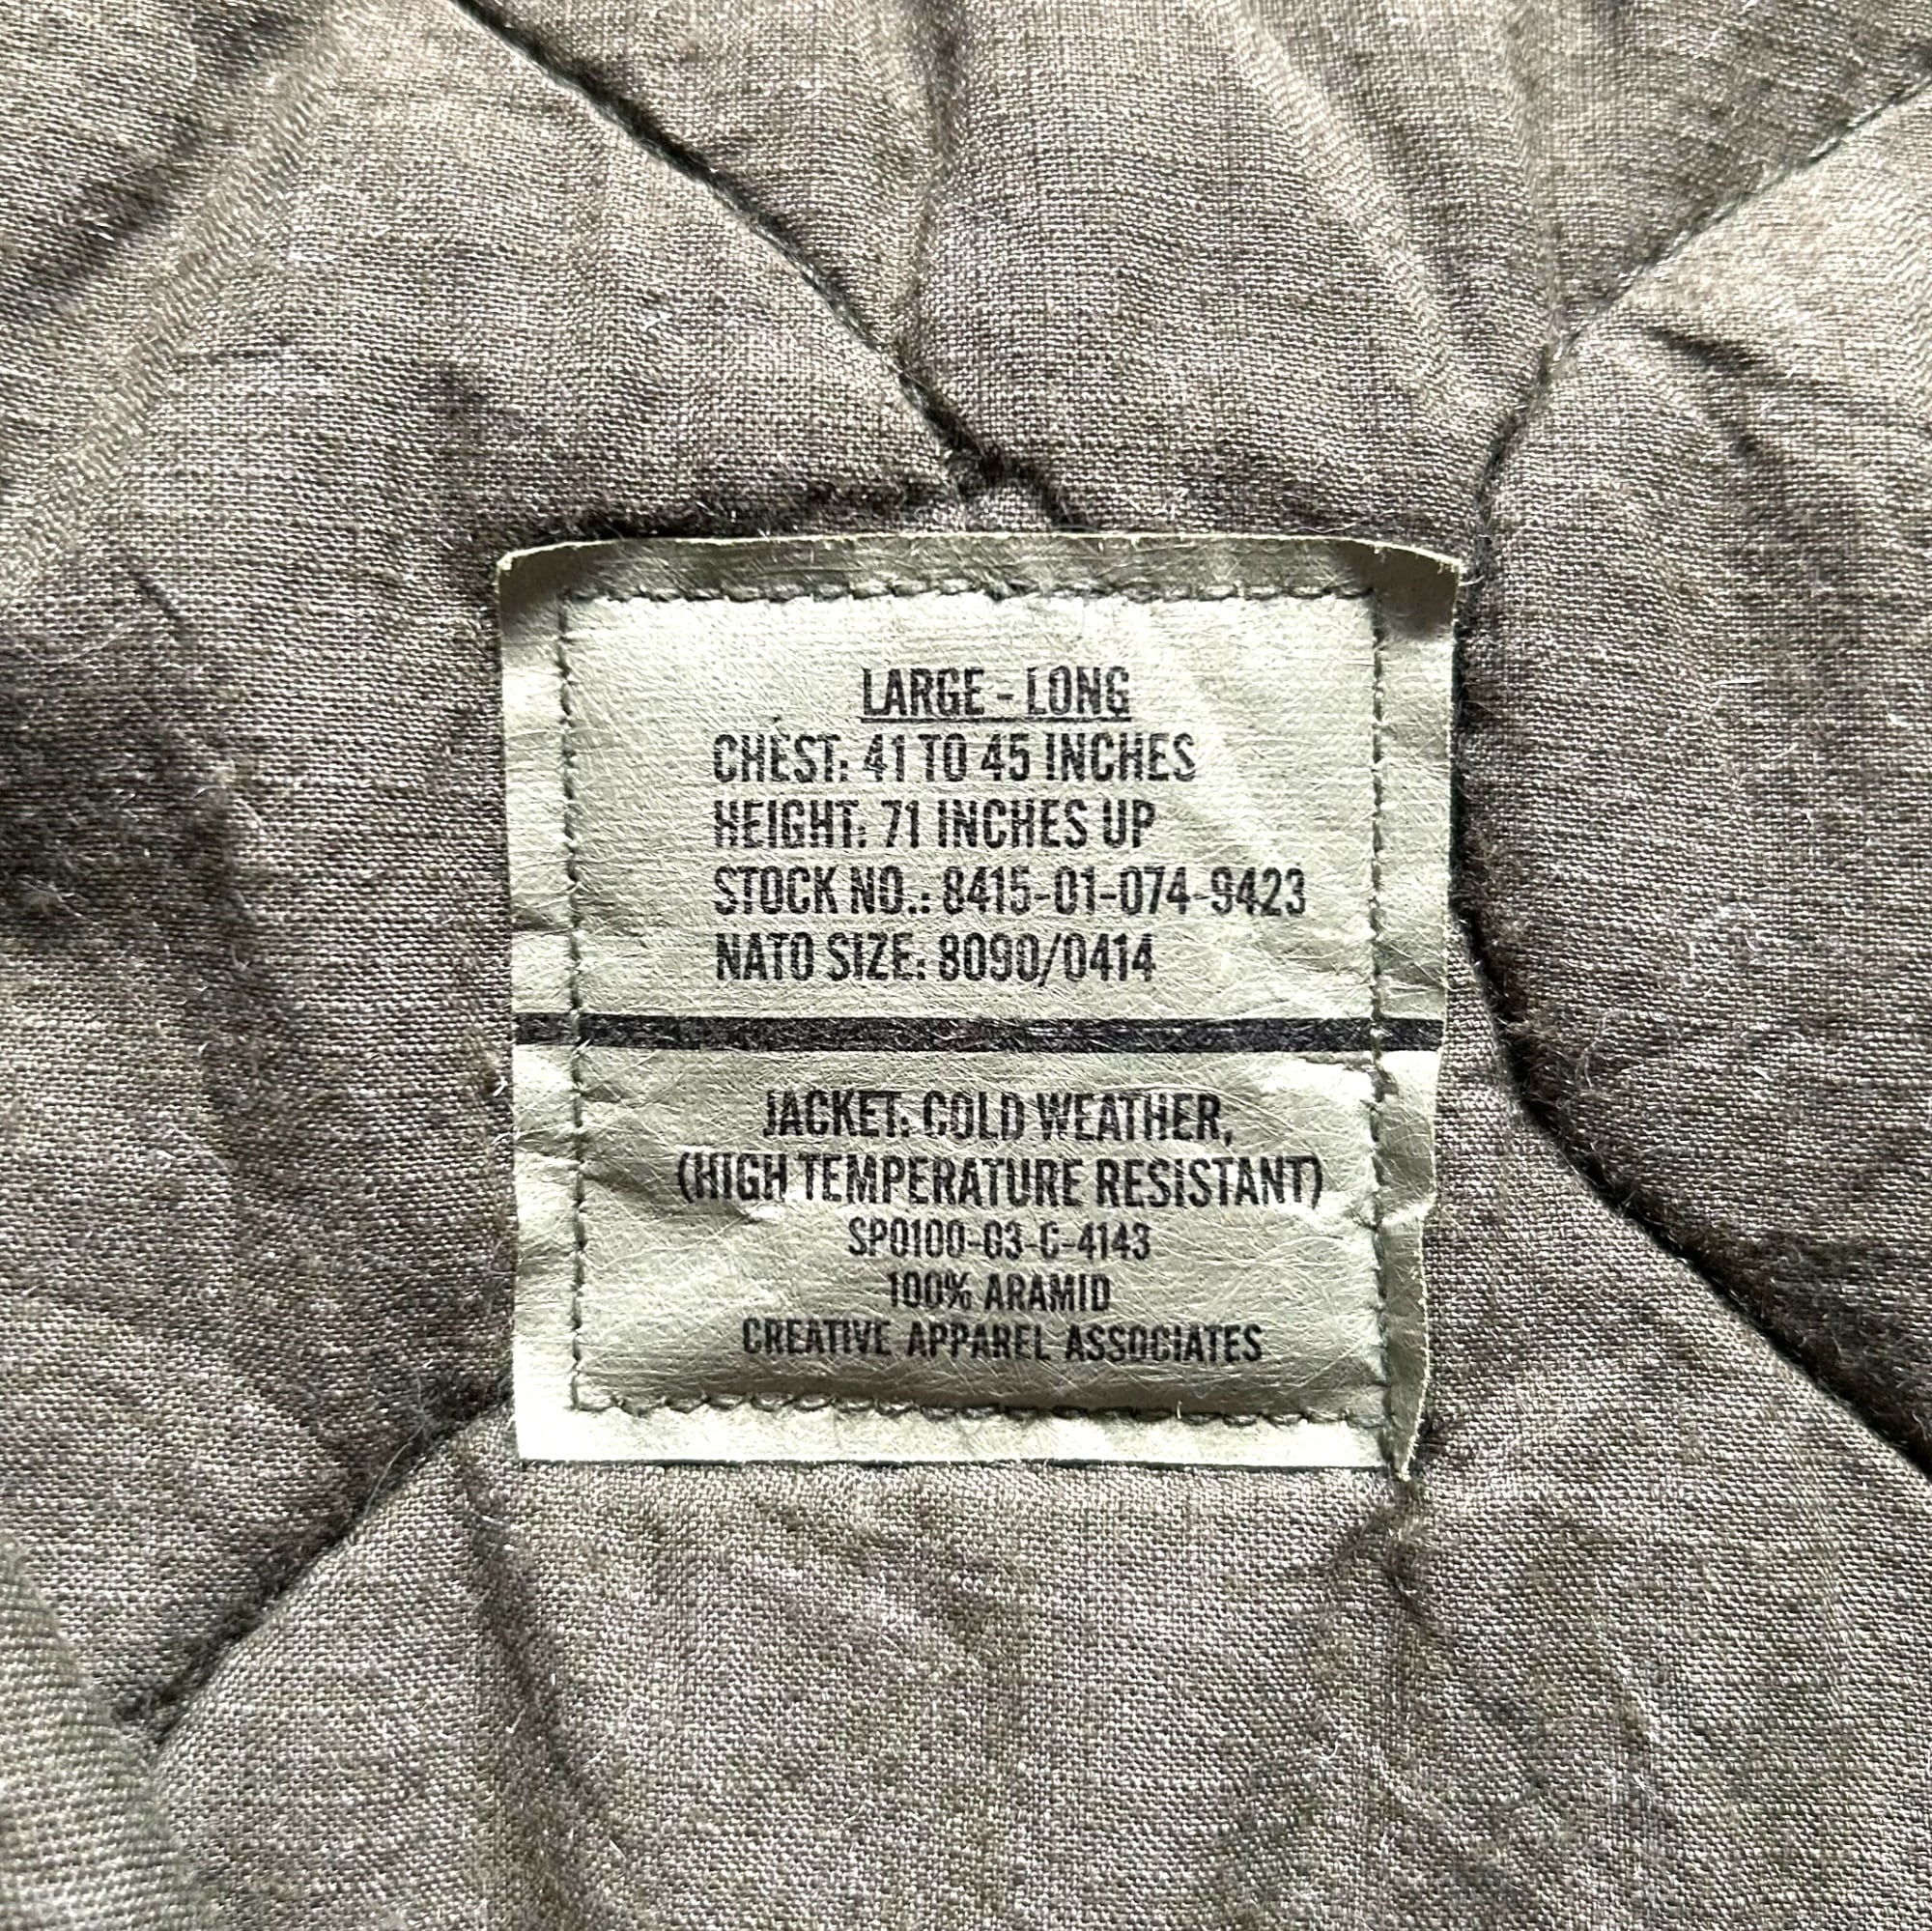 LARGE - LONG
CHEST: 41 TO 45 INCHES
HEIGHT: 71 INCHES UP
STOCK NO.: 8415-01-074-9423
NATO SIZE: 8090/0414
JACKET: COLD WEATHER,
(HIGH TEMPERATURE RESISTANT)
SP0100-03-C-4143
100% ARAMID
CREATIVE APPAREL ASSOCIATES